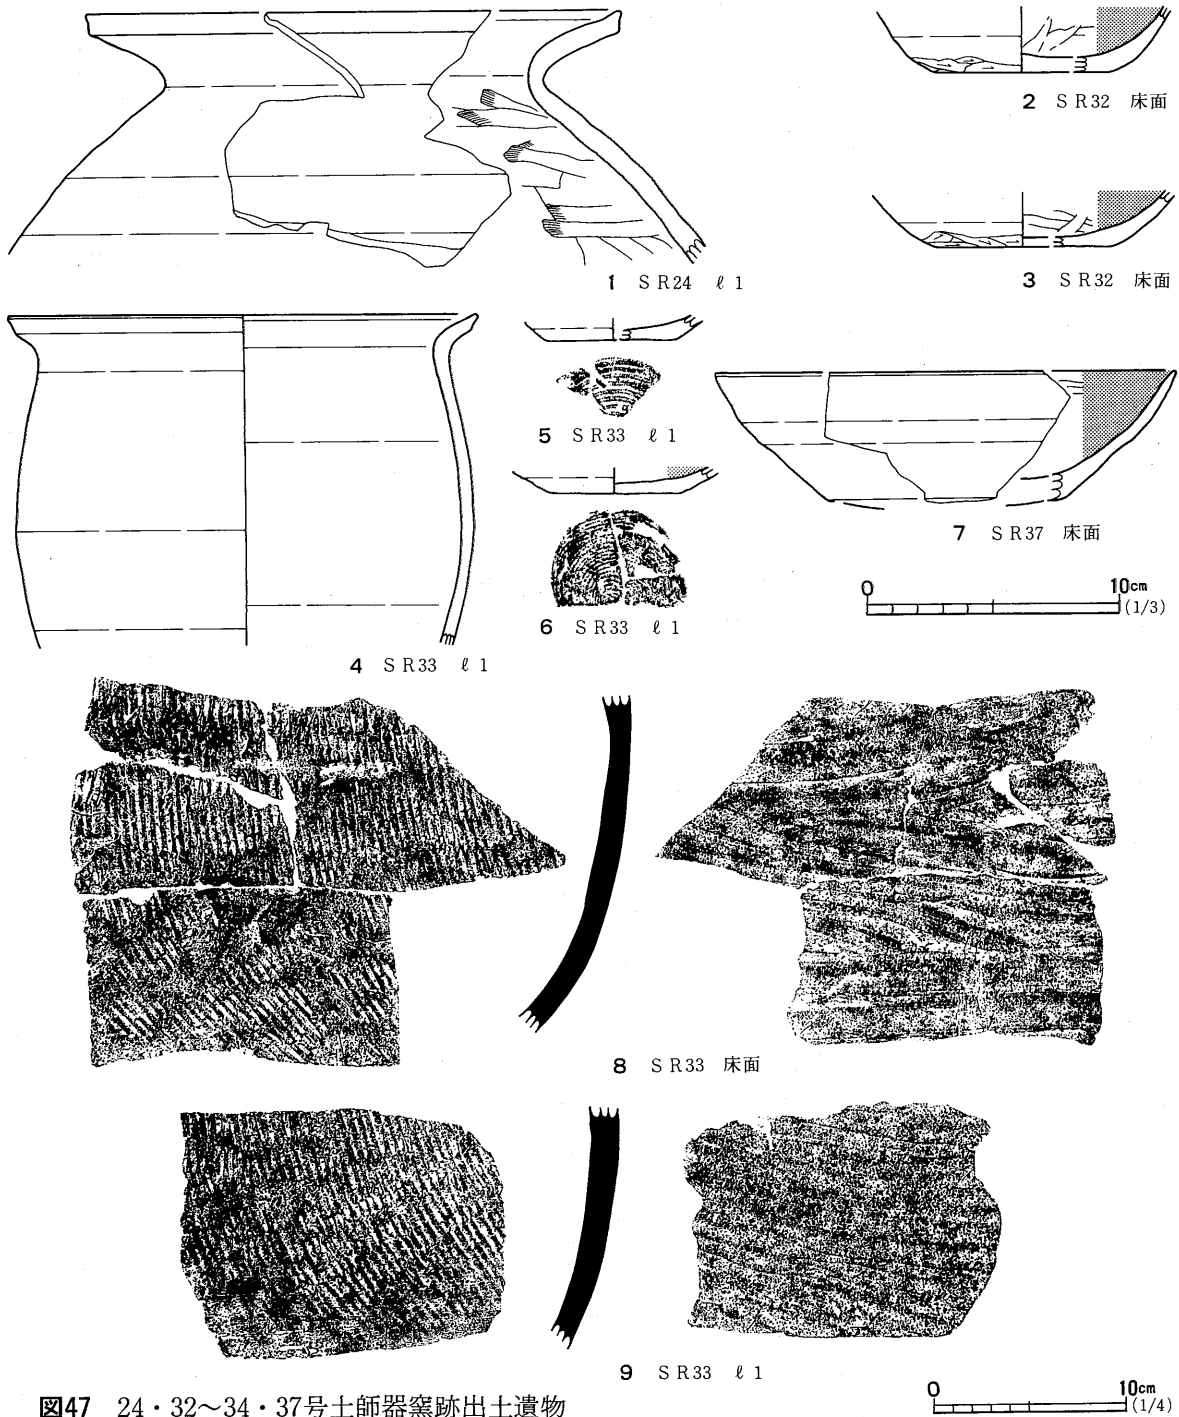 2 SR32 床面
3 SR32 床面
1 SR24 ℓ1
5 SR33 ℓ1
6 SR33 ℓ1
7 SR37 床面
0 10cm
(1/3)
4 SR33 ℓ1
8 SR33 床面
9 SR33 ℓ1
0 10cm
(1/4)
図47 24・32～34・37号土師器窯跡出土遺物